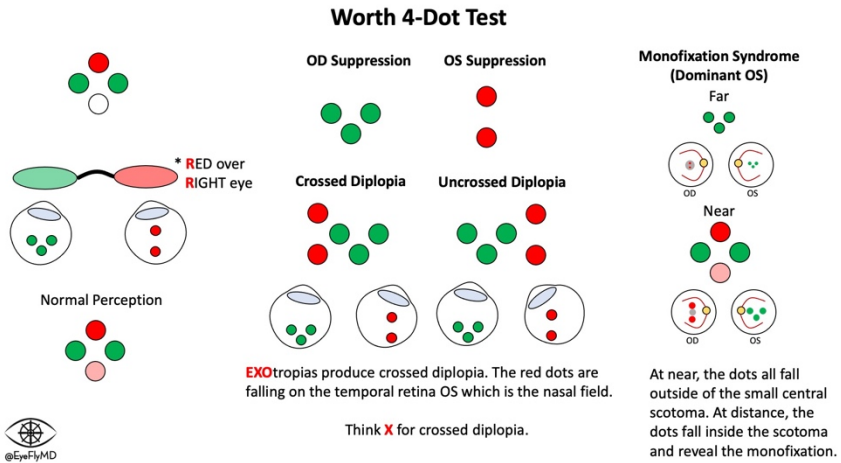 Worth 4-Dot Test
* RED over
RIGHT eye
Normal Perception
@EyeFlyMD
OD Suppression
OS Suppression
Crossed Diplopia
Uncrossed Diplopia
EXOtropias produce crossed diplopia. The red dots are
falling on the temporal retina OS which is the nasal field.
Think X for crossed diplopia.
Monofixation Syndrome
(Dominant OS)
Far
OD
OS
Near
OD
OS
At near, the dots all fall
outside of the small central
scotoma. At distance, the
dots fall inside the scotoma
and reveal the monofixation.